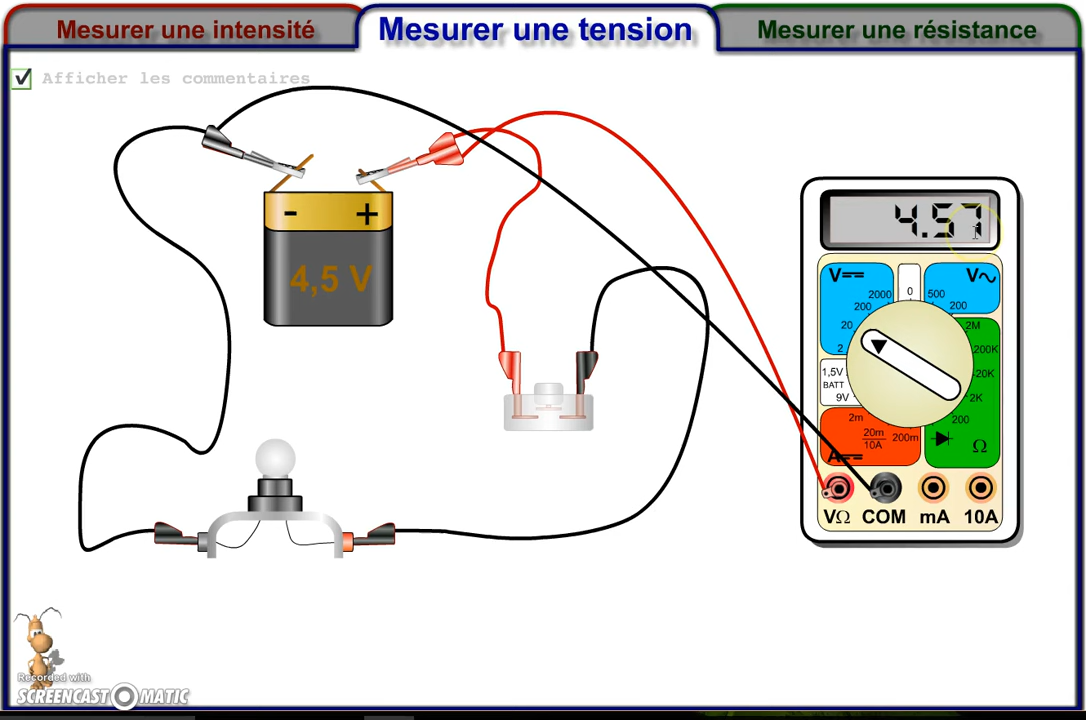 Mesurer une intensité
Mesurer une tension
Mesurer une résistance
Afficher les commentaires
- +
4,5 V
4.57
V
0
V~
2000
500
200
200
20
2M
2
200K
1,5V
20K
BATT
9V
2K
2m
200
20m
10A
200m
A
Ω
VΩ COM mA 10A
Recorded with
SCREENCAST-O-MATIC